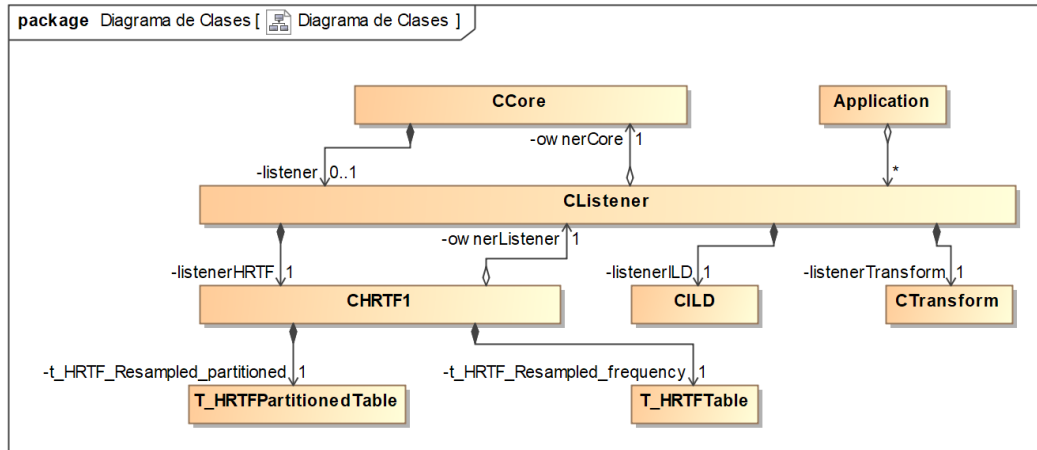 package Diagrama de Clases [ Diagrama de Clases ]
CCore
Application
-ownerCore 1
-listener 0..1
*
CListener
-ownerListener 1
-listenerHRTF 1
-listenerILD 1
-listenerTransform 1
CHRTF1
CILD
CTransform
-t_HRTF_Resampled_partitioned 1
-t_HRTF_Resampled_frequency 1
T_HRTFPartitionedTable
T_HRTFTable